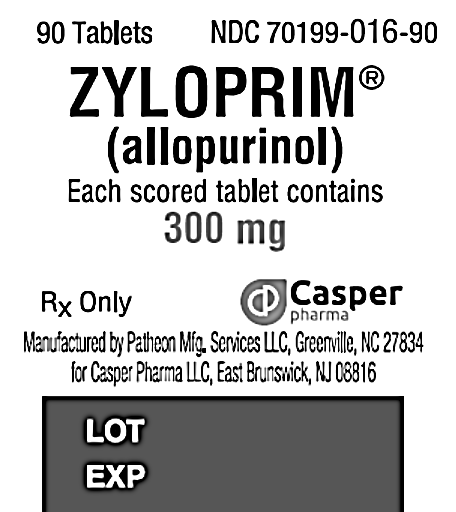 90 Tablets NDC 70199-016-90
ZYLOPRIM®
(allopurinol)
Each scored tablet contains
300 mg
Rx Only
Casper
pharma
Manufactured by Patheon Mfg. Services LLC, Greenville, NC 27834
for Casper Pharma LLC, East Brunswick, NJ 08816
LOT
EXP